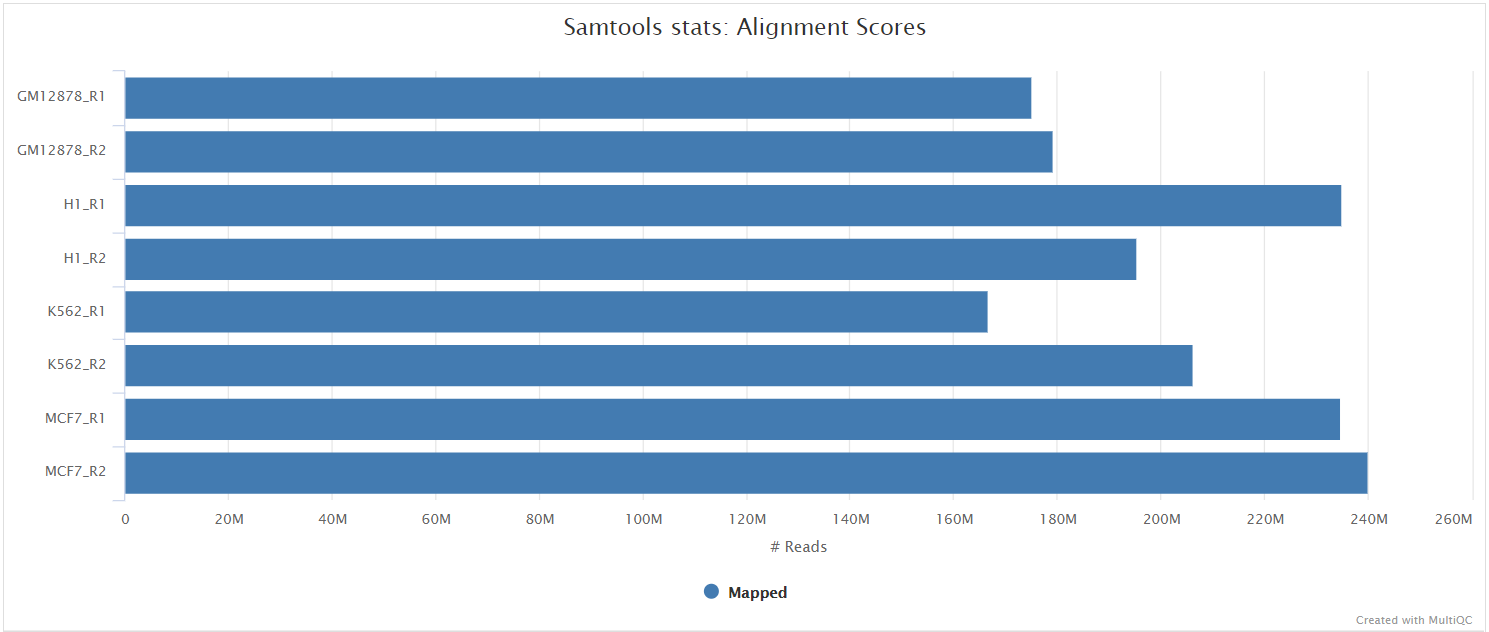 Samtools stats: Alignment Scores
GM12878_R1
GM12878_R2
H1_R1
H1_R2
K562_R1
K562_R2
MCF7_R1
MCF7_R2
0 20M 40M 60M 80M 100M 120M 140M 160M 180M 200M 220M 240M 260M
# Reads
Mapped
Created with MultiQC